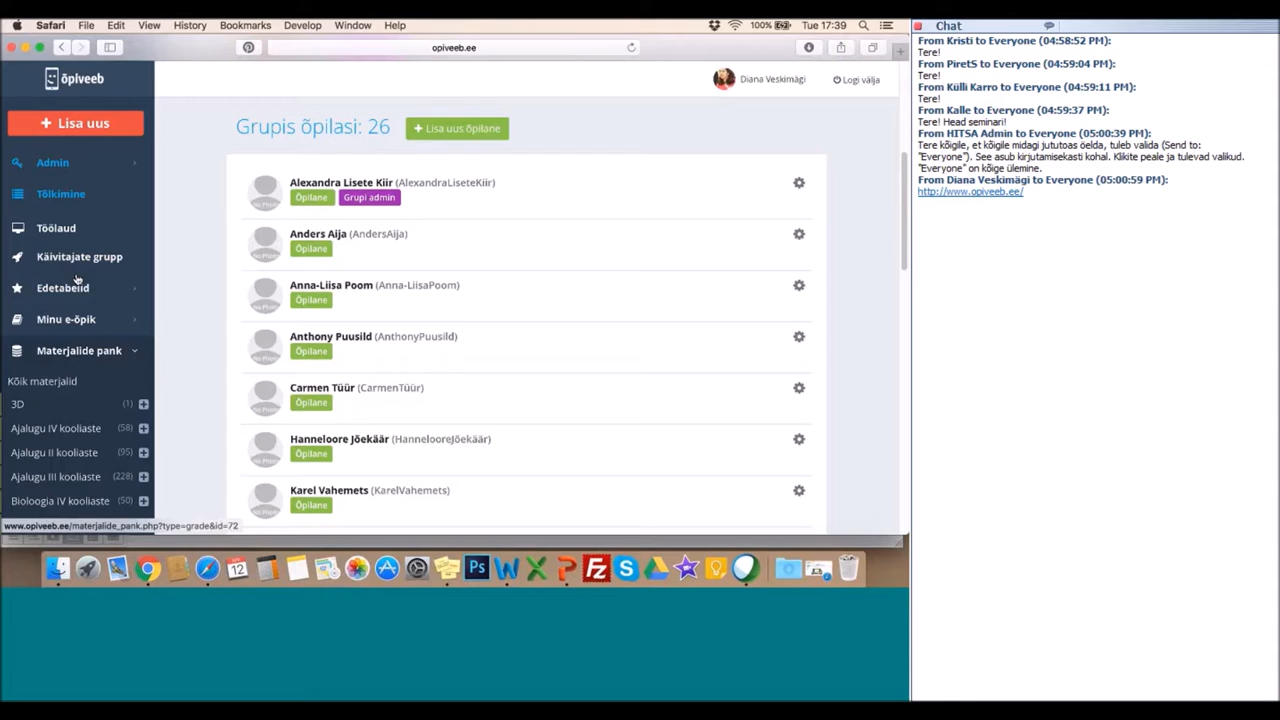 Safari File Edit View History Bookmarks Develop Window Help
100% Tue 17:39
opiveeb.ee
õpiveeb
+ Lisa uus
Admin
Tõlkimine
Töölaud
Käivitajate grupp
Edetabelid
Minu e-õpik
Materjalide pank
Kõik materjalid
3D (1)
Ajalugu IV kooliaste (58)
Ajalugu II kooliaste (95)
Ajalugu III kooliaste (228)
Bioloogia IV kooliaste (50)
www.opiveeb.ee/materjalide_pank.php?type=grade&id=72
Diana Veskimägi Logi välja
Grupis õpilasi: 26 + Lisa uus õpilane
Alexandra Lisete Kiir (AlexandraLiseteKiir)
Õpilane Grupi admin
Anders Aija (AndersAija)
Õpilane
Anna-Liisa Poom (Anna-LiisaPoom)
Õpilane
Anthony Puusild (AnthonyPuusild)
Õpilane
Carmen Tüür (CarmenTüür)
Õpilane
Hanneloore Jõekäär (HannelooreJõekäär)
Õpilane
Karel Vahemets (KarelVahemets)
Õpilane
12
Ps
Chat
From Kristi to Everyone (04:58:52 PM):
Tere!
From PiretS to Everyone (04:59:04 PM):
Tere!
From Külli Karro to Everyone (04:59:11 PM):
Tere!
From Kalle to Everyone (04:59:37 PM):
Tere! Head seminari!
From HITSA Admin to Everyone (05:00:39 PM):
Tere kõigile, et kõigile midagi jututoas öelda, tuleb valida (Send to:
"Everyone"). See asub kirjutamisekasti kohal. Klikite peale ja tulevad valikud.
"Everyone" on kõige ülemine.
From Diana Veskimägi to Everyone (05:00:59 PM):
http://www.opiveeb.ee/